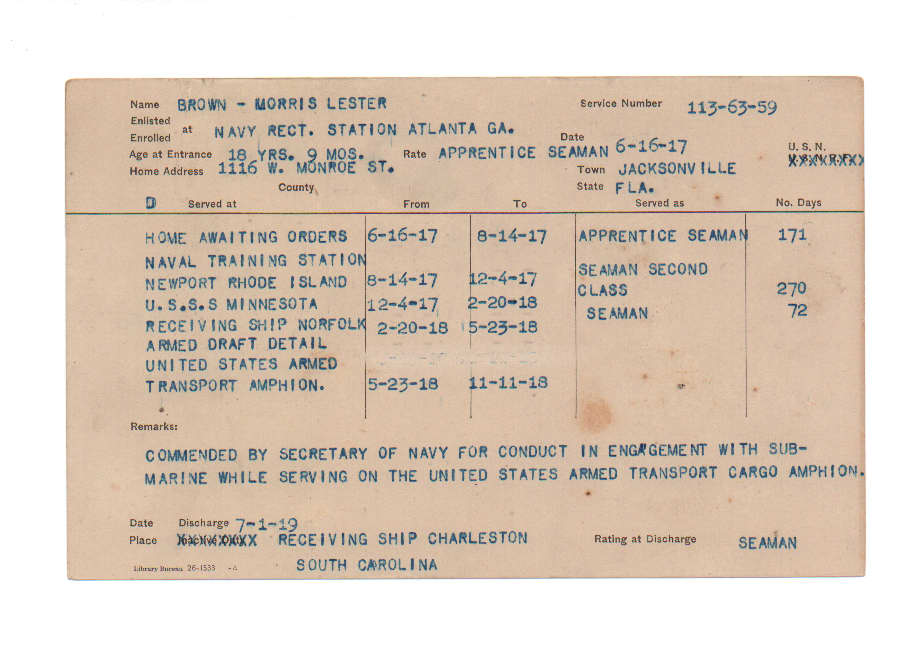 Name BROWN - MORRIS LESTER Service Number 113-63-59
Enlisted
Enrolled at NAVY RECT. STATION ATLANTA GA. Date 6-16-17
Age at Entrance 18 YRS. 9 MOS. Rate APPRENTICE SEAMAN U. S. N.
Home Address 1116 W. MONROE ST. Town JACKSONVILLE
County State FLA.
D Served at From To Served as No. Days
HOME AWAITING ORDERS 6-16-17 8-14-17 APPRENTICE SEAMAN 171
NAVAL TRAINING STATION
NEWPORT RHODE ISLAND 8-14-17 12-4-17 SEAMAN SECOND
CLASS 270
U.S.S.S MINNESOTA 12-4-17 2-20-18 SEAMAN 72
RECEIVING SHIP NORFOLK 2-20-18 5-23-18
ARMED DRAFT DETAIL
UNITED STATES ARMED
TRANSPORT AMPHION. 5-23-18 11-11-18
Remarks:
COMMENDED BY SECRETARY OF NAVY FOR CONDUCT IN ENGAGEMENT WITH SUB-
MARINE WHILE SERVING ON THE UNITED STATES ARMED TRANSPORT CARGO AMPHION.
Date Discharge 7-1-19
Place RECEIVING SHIP CHARLESTON Rating at Discharge SEAMAN
SOUTH CAROLINA
Library Bureau 26-1533